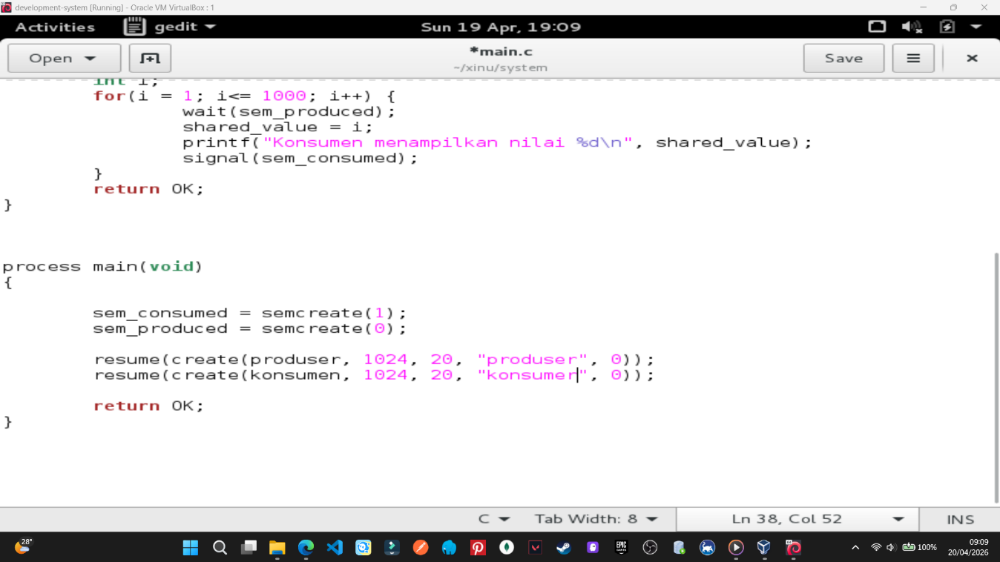 development-system [Running] - Oracle VM VirtualBox : 1
Activities gedit Sun 19 Apr, 19:09
Open *main.c Save
~/xinu/system
int i;
for(i = 1; i<= 1000; i++) {
wait(sem_produced);
shared_value = i;
printf("Konsumen menampilkan nilai %d\n", shared_value);
signal(sem_consumed);
}
return OK;
}
process main(void)
{
sem_consumed = semcreate(1);
sem_produced = semcreate(0);
resume(create(produser, 1024, 20, "produser", 0));
resume(create(konsumen, 1024, 20, "konsumer", 0));
return OK;
}
C Tab Width: 8 Ln 38, Col 52 INS
28°
100%
09:09
20/04/2026